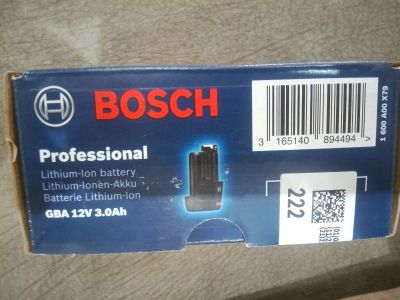 BOSCH
Professional
Lithium-Ion battery
Lithium-Ionen-Akku
Batterie Lithium-Ion
GBA 12V 3.0Ah
3 165140 894494 >
1 600 A00 X79
222